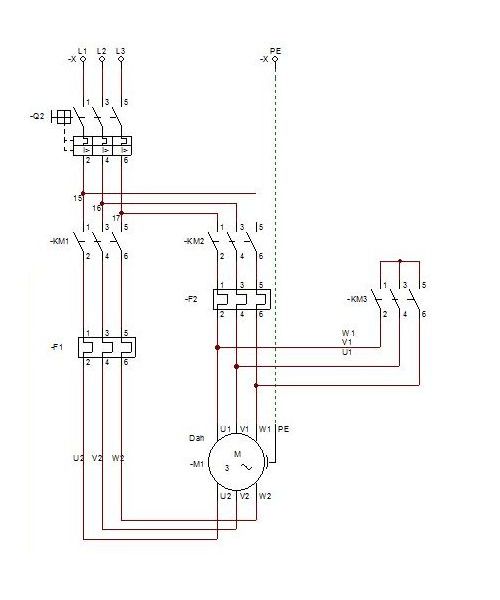 L1 L2 L3 PE
-X -X
1 3 5
-Q2
I> I> I>
2 4 6
15
16
17
1 3 5 1 3 5
-KM1 -KM2
2 4 6 2 4 6
1 3 5
-KM3
2 4 6
1 3 5
-F2
2 4 6
1 3 5
-F1
2 4 6
W1
V1
U1
U1 V1 W1 PE
Dah
M
3
-M1
U2 V2 W2
U2 V2 W2